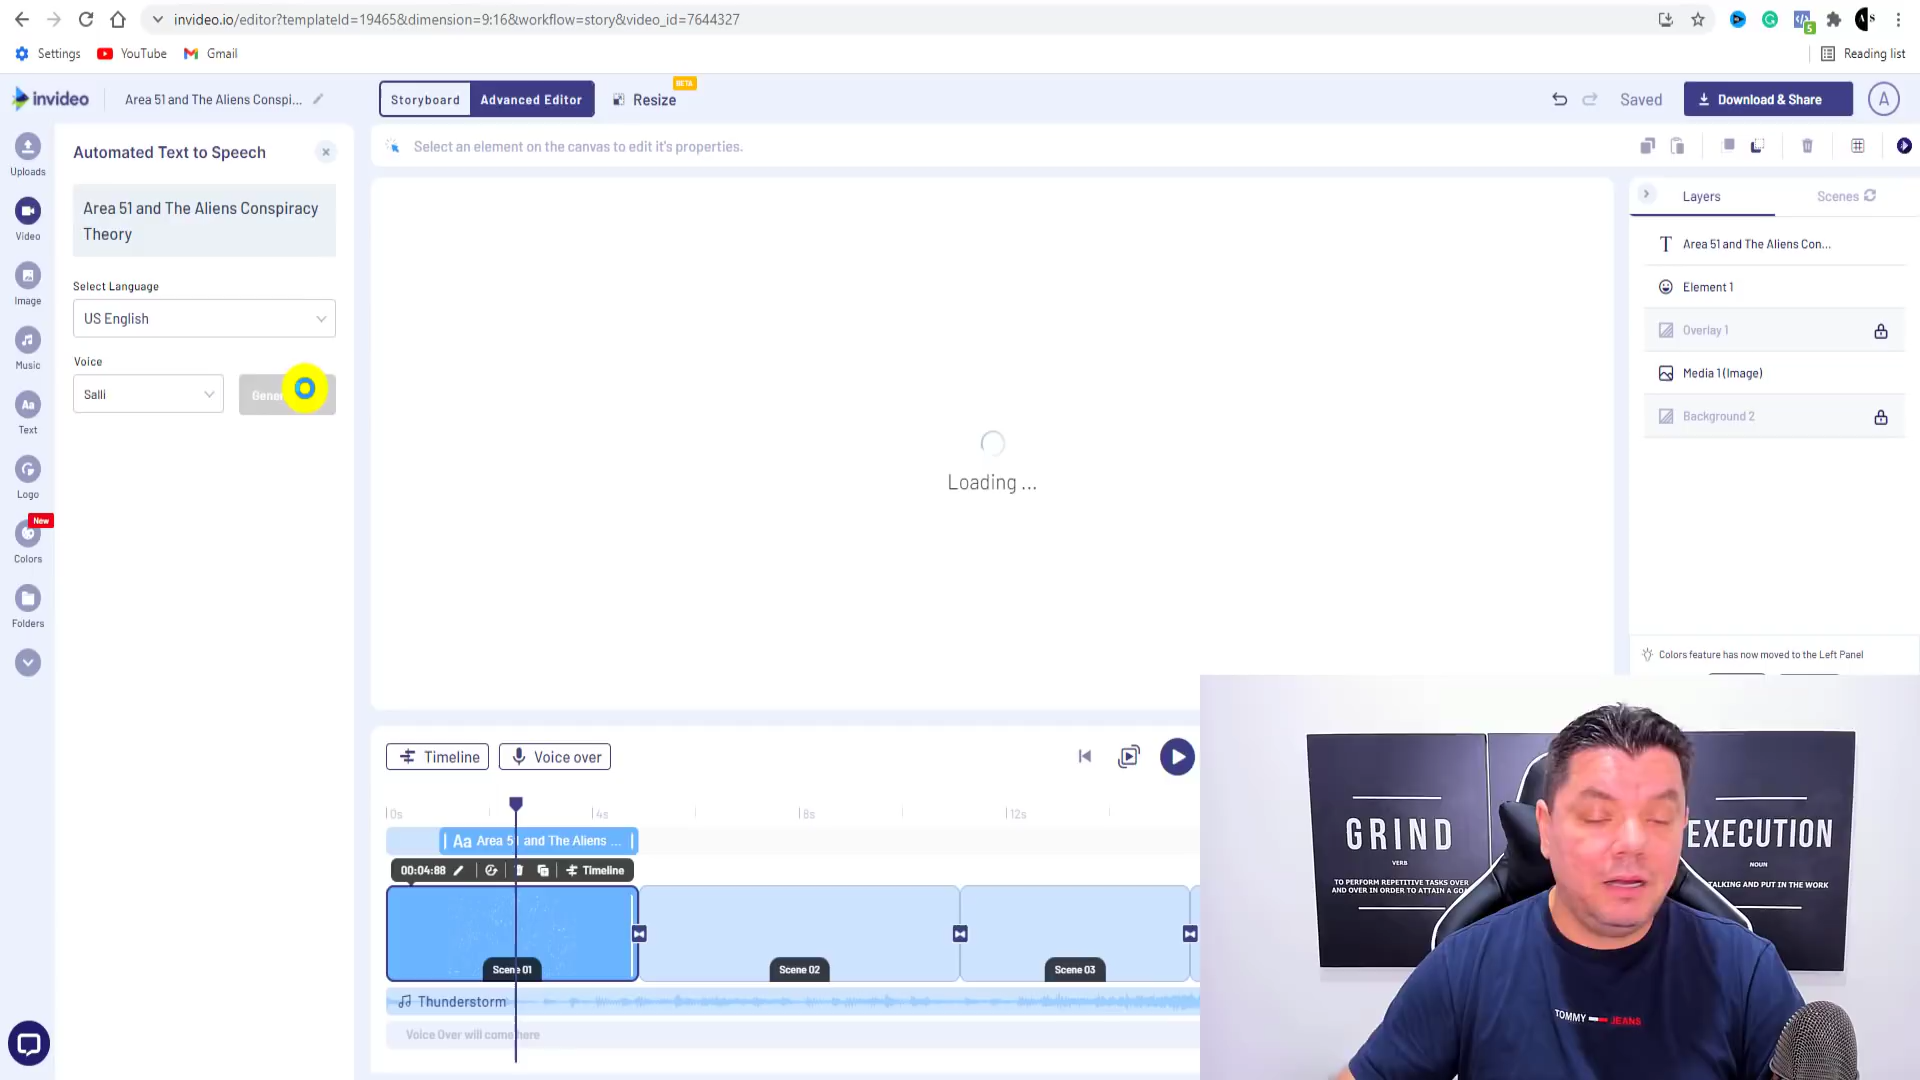 invideo.io/editor?templateId=19465&dimension=9:16&workflow=story&video_id=7644327
Settings
YouTube
Gmail
Reading list
invideo
Area 51 and The Aliens Conspi...
Storyboard
Advanced Editor
Resize
BETA
Saved
Download & Share
A
Uploads
Video
Image
Music
Aa
Text
Logo
New
Colors
Folders
Automated Text to Speech
Area 51 and The Aliens Conspiracy
Theory
Select Language
US English
Voice
Salli
Select an element on the canvas to edit it's properties.
Loading ...
Layers
Scenes
T Area 51 and The Aliens Con...
Element 1
Overlay 1
Media 1 (Image)
Background 2
Colors feature has now moved to the Left Panel
Timeline
Voice over
0s
4s
8s
12s
Aa Area 51 and The Aliens ...
00:04:88
Timeline
Scene 01
Scene 02
Scene 03
Thunderstorm
Voice Over will come here
GRIND
VERB
TO PERFORM REPETITIVE TASKS OVER
AND OVER IN ORDER TO ATTAIN A
EXECUTION
NOUN
TALKING AND PUT IN THE WORK
TOMMY JEANS